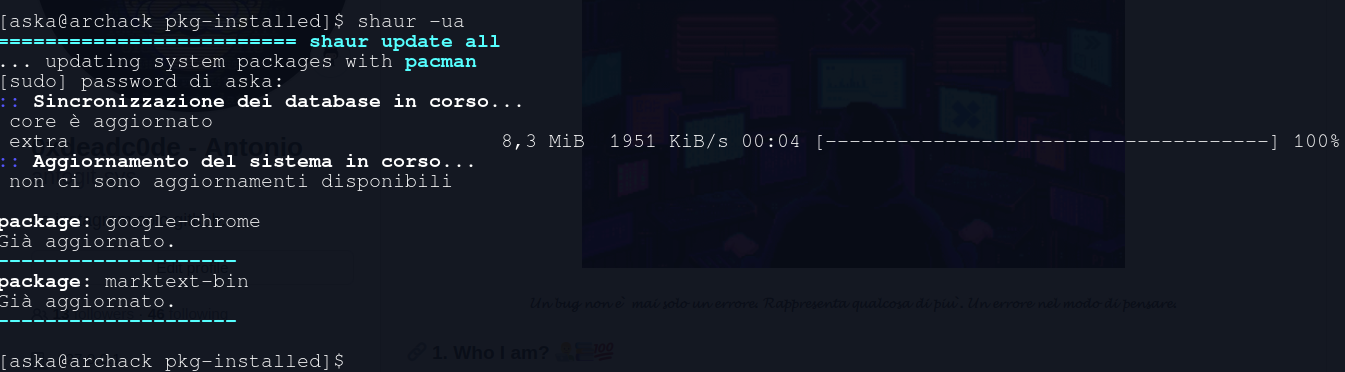 [aska@archack pkg-installed]$ shaur -ua
========================= shaur update all
... updating system packages with pacman
[sudo] password di aska:
:: Sincronizzazione dei database in corso...
core è aggiornato
extra 8,3 MiB 1951 KiB/s 00:04 [-------------------------------------] 100%
deadc0de - Antonio
:: Aggiornamento del sistema in corso...
non ci sono aggiornamenti disponibili
package: google-chrome
Già aggiornato.
--------------------
package: marktext-bin
Già aggiornato.
--------------------
Un bug non e' mai solo un errore. Rappresenta qualcosa di piu'. Un errore nel modo di pensare.
1. Who I am?
[aska@archack pkg-installed]$